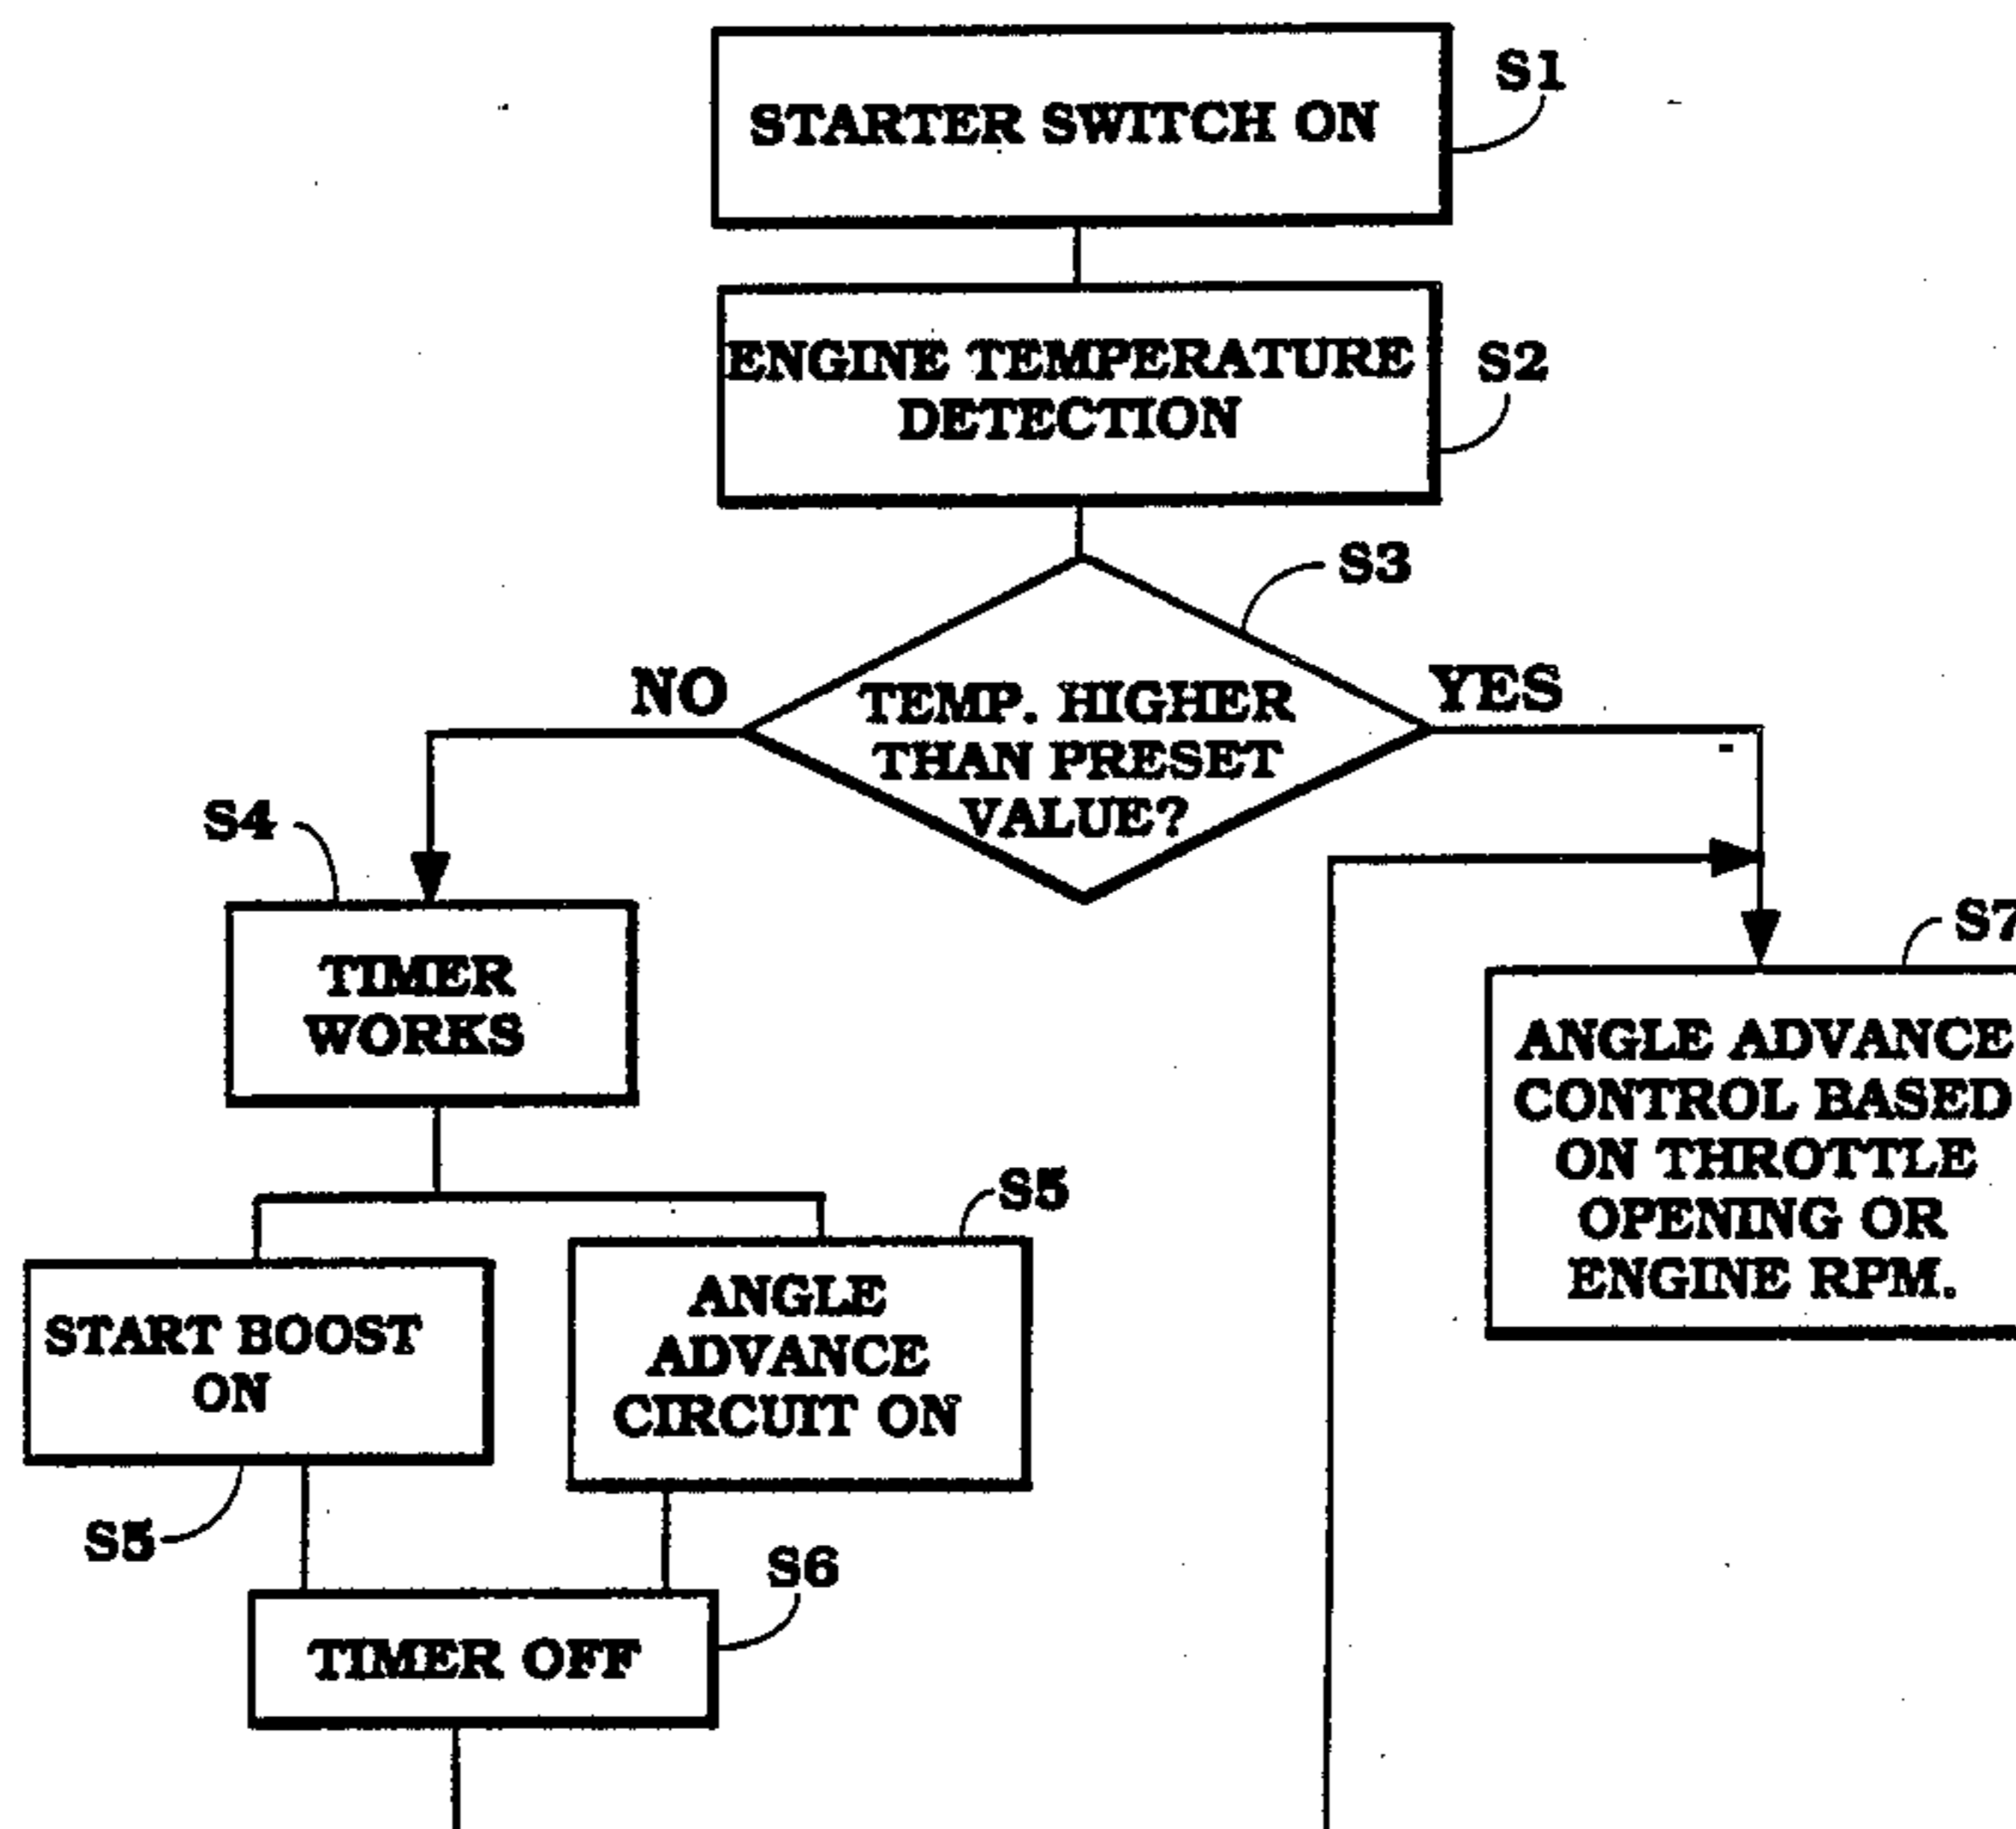 STARTER SWITCH ON
S1
ENGINE TEMPERATURE
DETECTION
S2
S3
NO
YES
TEMP. HIGHER
THAN PRESET
VALUE?
S4
TIMER
WORKS
S7
ANGLE ADVANCE
CONTROL BASED
ON THROTTLE
OPENING OR
ENGINE RPM.
S5
START BOOST
ON
ANGLE
ADVANCE
CIRCUIT ON
S5
S6
TIMER OFF